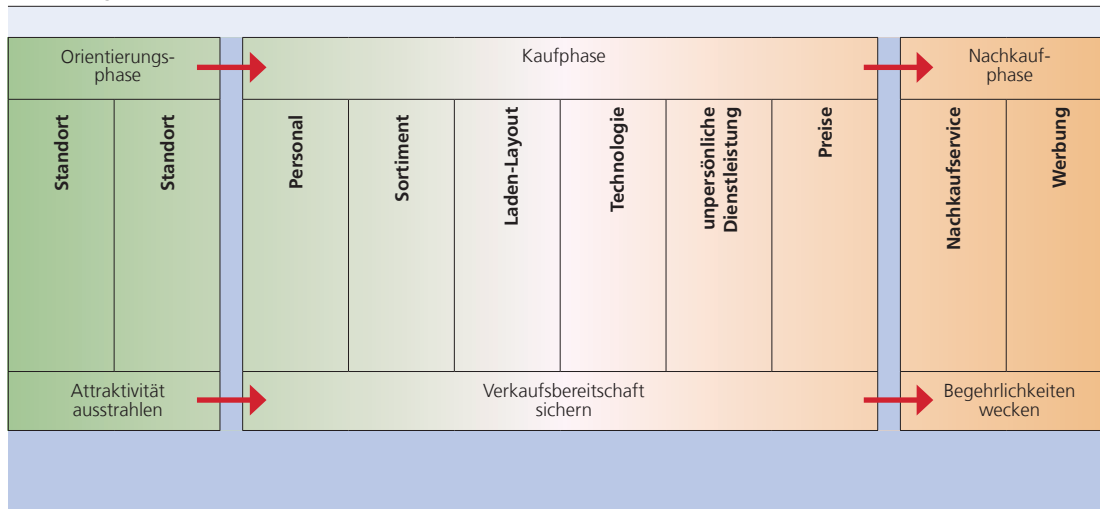 Orientierungs-
phase
Kaufphase
Nachkauf-
phase
Standort
Standort
Personal
Sortiment
Laden-Layout
Technologie
unpersönliche
Dienstleistung
Preise
Nachkaufservice
Werbung
Attraktivität
ausstrahlen
Verkaufsbereitschaft
sichern
Begehrlichkeiten
wecken